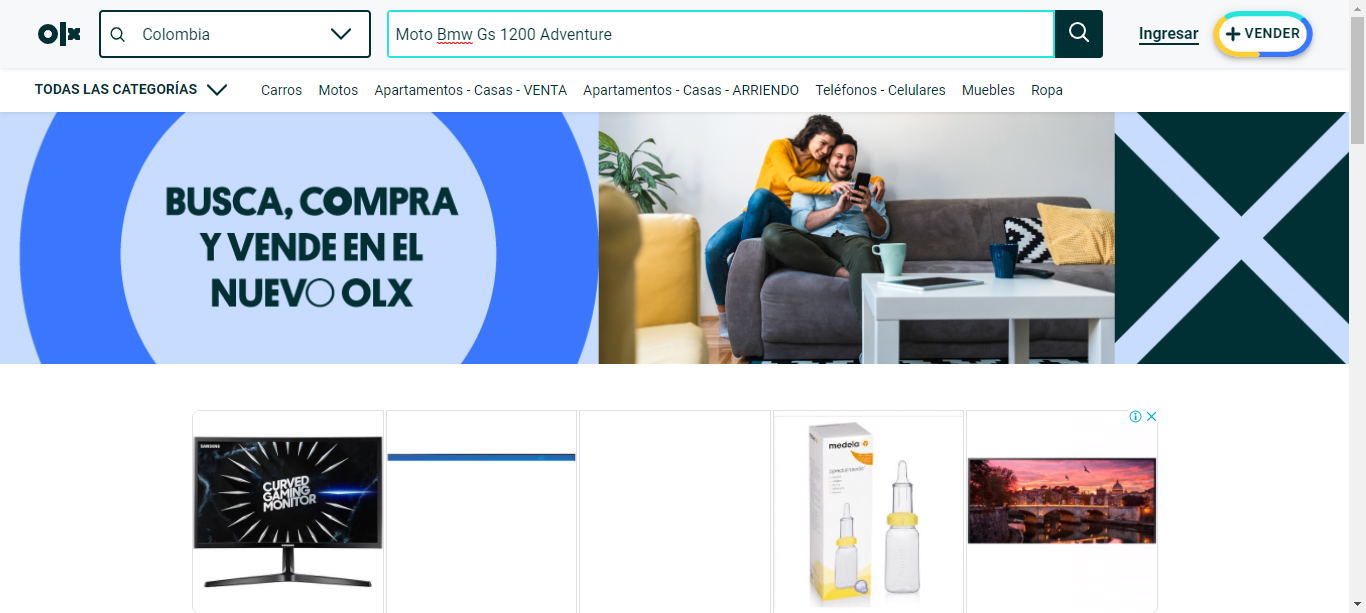 olx
Colombia
Moto Bmw Gs 1200 Adventure
Ingresar
VENDER
TODAS LAS CATEGORÍAS
Carros
Motos
Apartamentos - Casas - VENTA
Apartamentos - Casas - ARRIENDO
Teléfonos - Celulares
Muebles
Ropa
BUSCA, COMPRA
Y VENDE EN EL
NUEVO OLX
SAMSUNG
CURVED
GAMING
MONITOR
medela